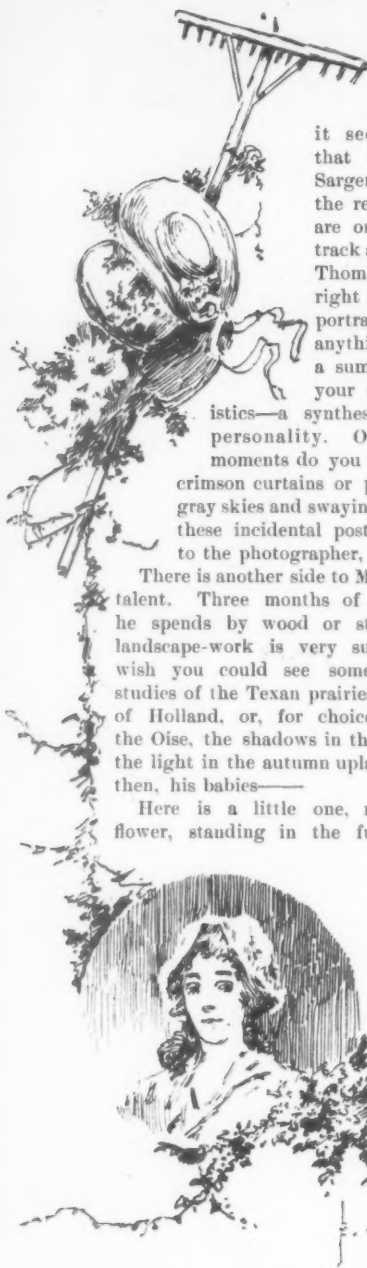 it see
that
Sarge
the re
are or
track
Thom
right
portra
anythi
a sum
your
istics—a synthes
personality. O
moments do you
crimson curtains or p
gray skies and swaying
these incidental post
to the photographer,
There is another side to M
talent. Three months of
he spends by wood or st
landscape-work is very su
wish you could see some
studies of the Texan prairies
of Holland, or, for choice
the Oise, the shadows in th
the light in the autumn upla
then, his babies——
Here is a little one, r
flower, standing in the fu